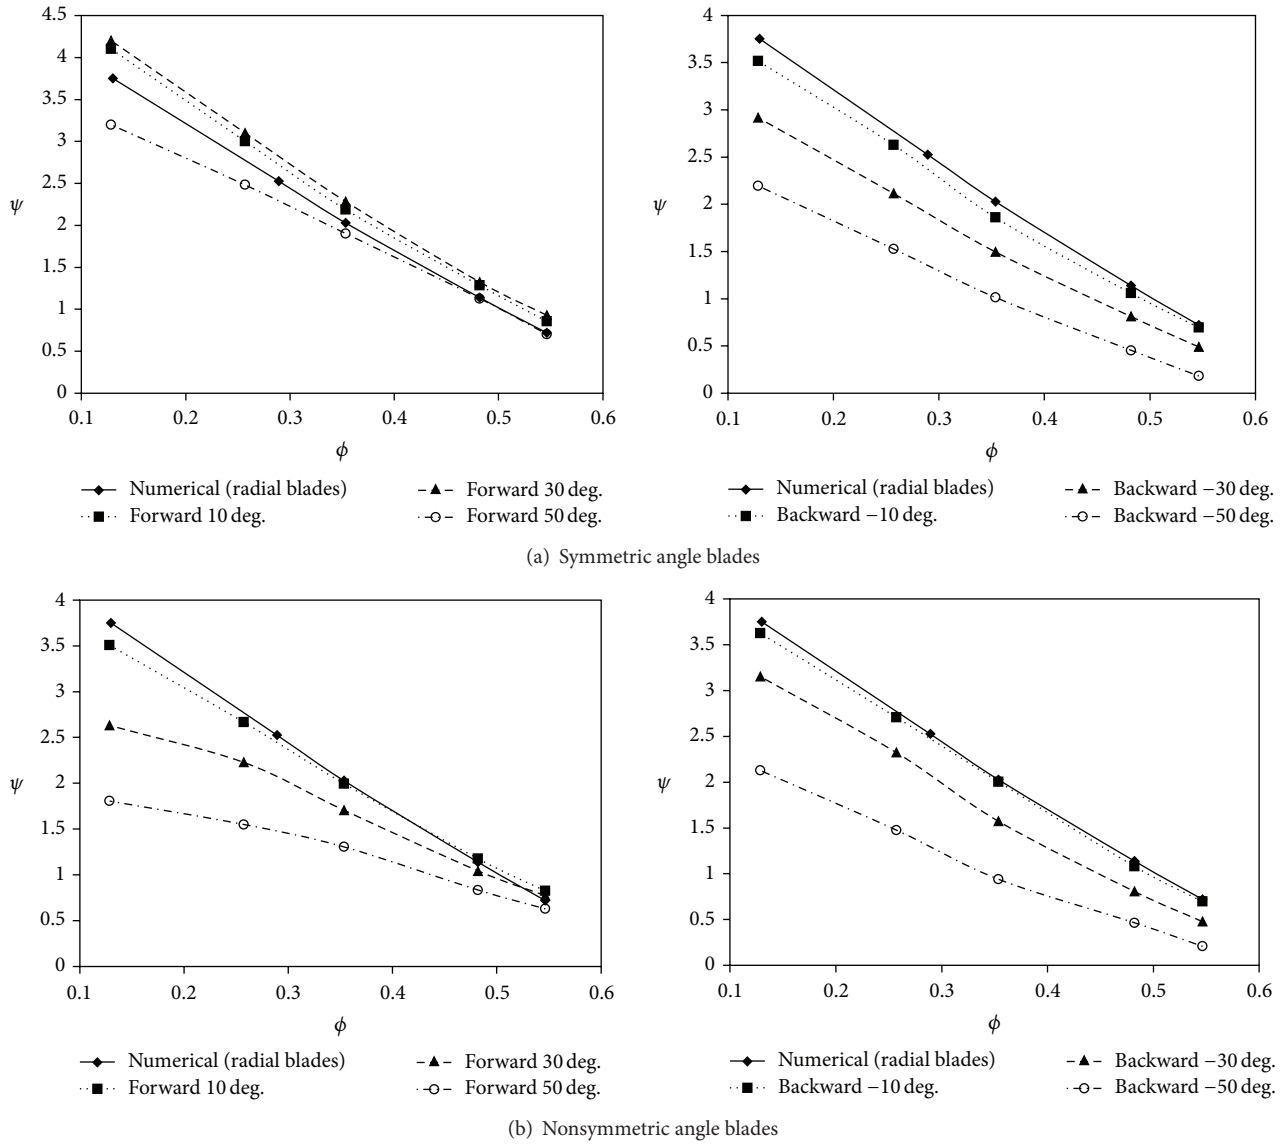 4.5
4
3.5
3
2.5
2
1.5
1
0.5
0
ψ
0.1 0.2 0.3 0.4 0.5 0.6
ϕ
Numerical (radial blades)
Forward 10 deg.
Forward 30 deg.
Forward 50 deg.
4
3.5
3
2.5
2
1.5
1
0.5
0
ψ
0.1 0.2 0.3 0.4 0.5 0.6
ϕ
Numerical (radial blades)
Backward −10 deg.
Backward −30 deg.
Backward −50 deg.
(a) Symmetric angle blades
4
3.5
3
2.5
2
1.5
1
0.5
0
ψ
0.1 0.2 0.3 0.4 0.5 0.6
ϕ
Numerical (radial blades)
Forward 10 deg.
Forward 30 deg.
Forward 50 deg.
4
3.5
3
2.5
2
1.5
1
0.5
0
ψ
0.1 0.2 0.3 0.4 0.5 0.6
ϕ
Numerical (radial blades)
Backward −10 deg.
Backward −30 deg.
Backward −50 deg.
(b) Nonsymmetric angle blades